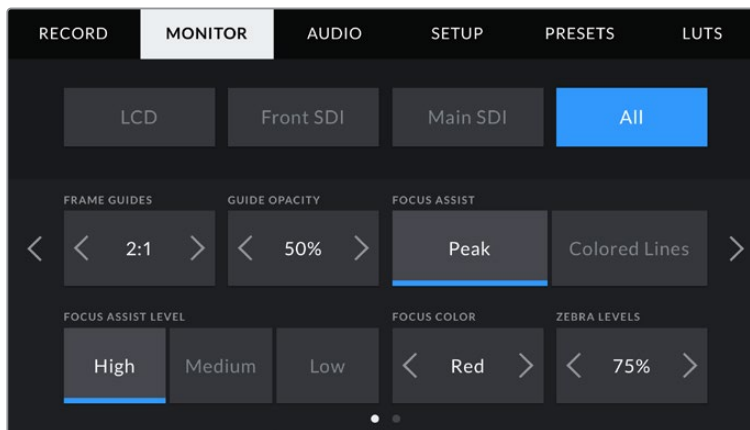 RECORD MONITOR AUDIO SETUP PRESETS LUTS
LCD Front SDI Main SDI All
FRAME GUIDES GUIDE OPACITY FOCUS ASSIST
2:1 50% Peak Colored Lines
FOCUS ASSIST LEVEL FOCUS COLOR ZEBRA LEVELS
High Medium Low Red 75%